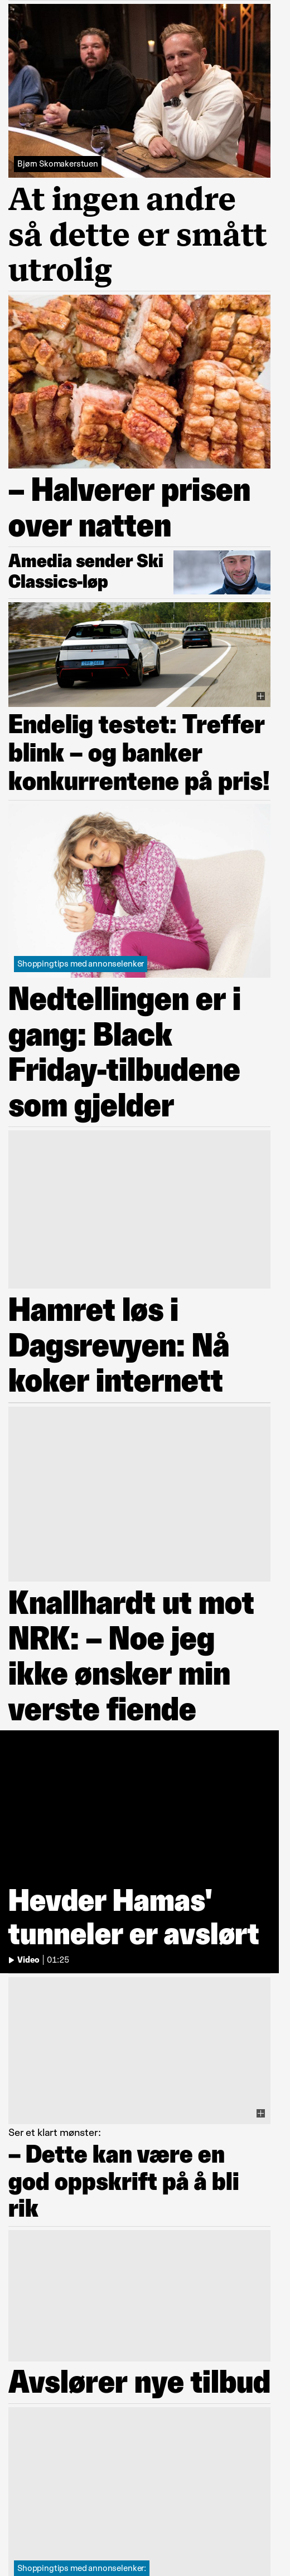 Bjørn Skomakerstuen
At ingen andre
så dette er smått
utrolig
– Halverer prisen
over natten
Amedia sender Ski
Classics-løp
Endelig testet: Treffer
blink – og banker
konkurrentene på pris!
Shoppingtips med annonselenker
Nedtellingen er i
gang: Black
Friday-tilbudene
som gjelder
Hamret løs i
Dagsrevyen: Nå
koker internett
Knallhardt ut mot
NRK: – Noe jeg
ikke ønsker min
verste fiende
Hevder Hamas'
tunneler er avslørt
Video | 01:25
Ser et klart mønster:
– Dette kan være en
god oppskrift på å bli
rik
Avslører nye tilbud
Shoppingtips med annonselenker: